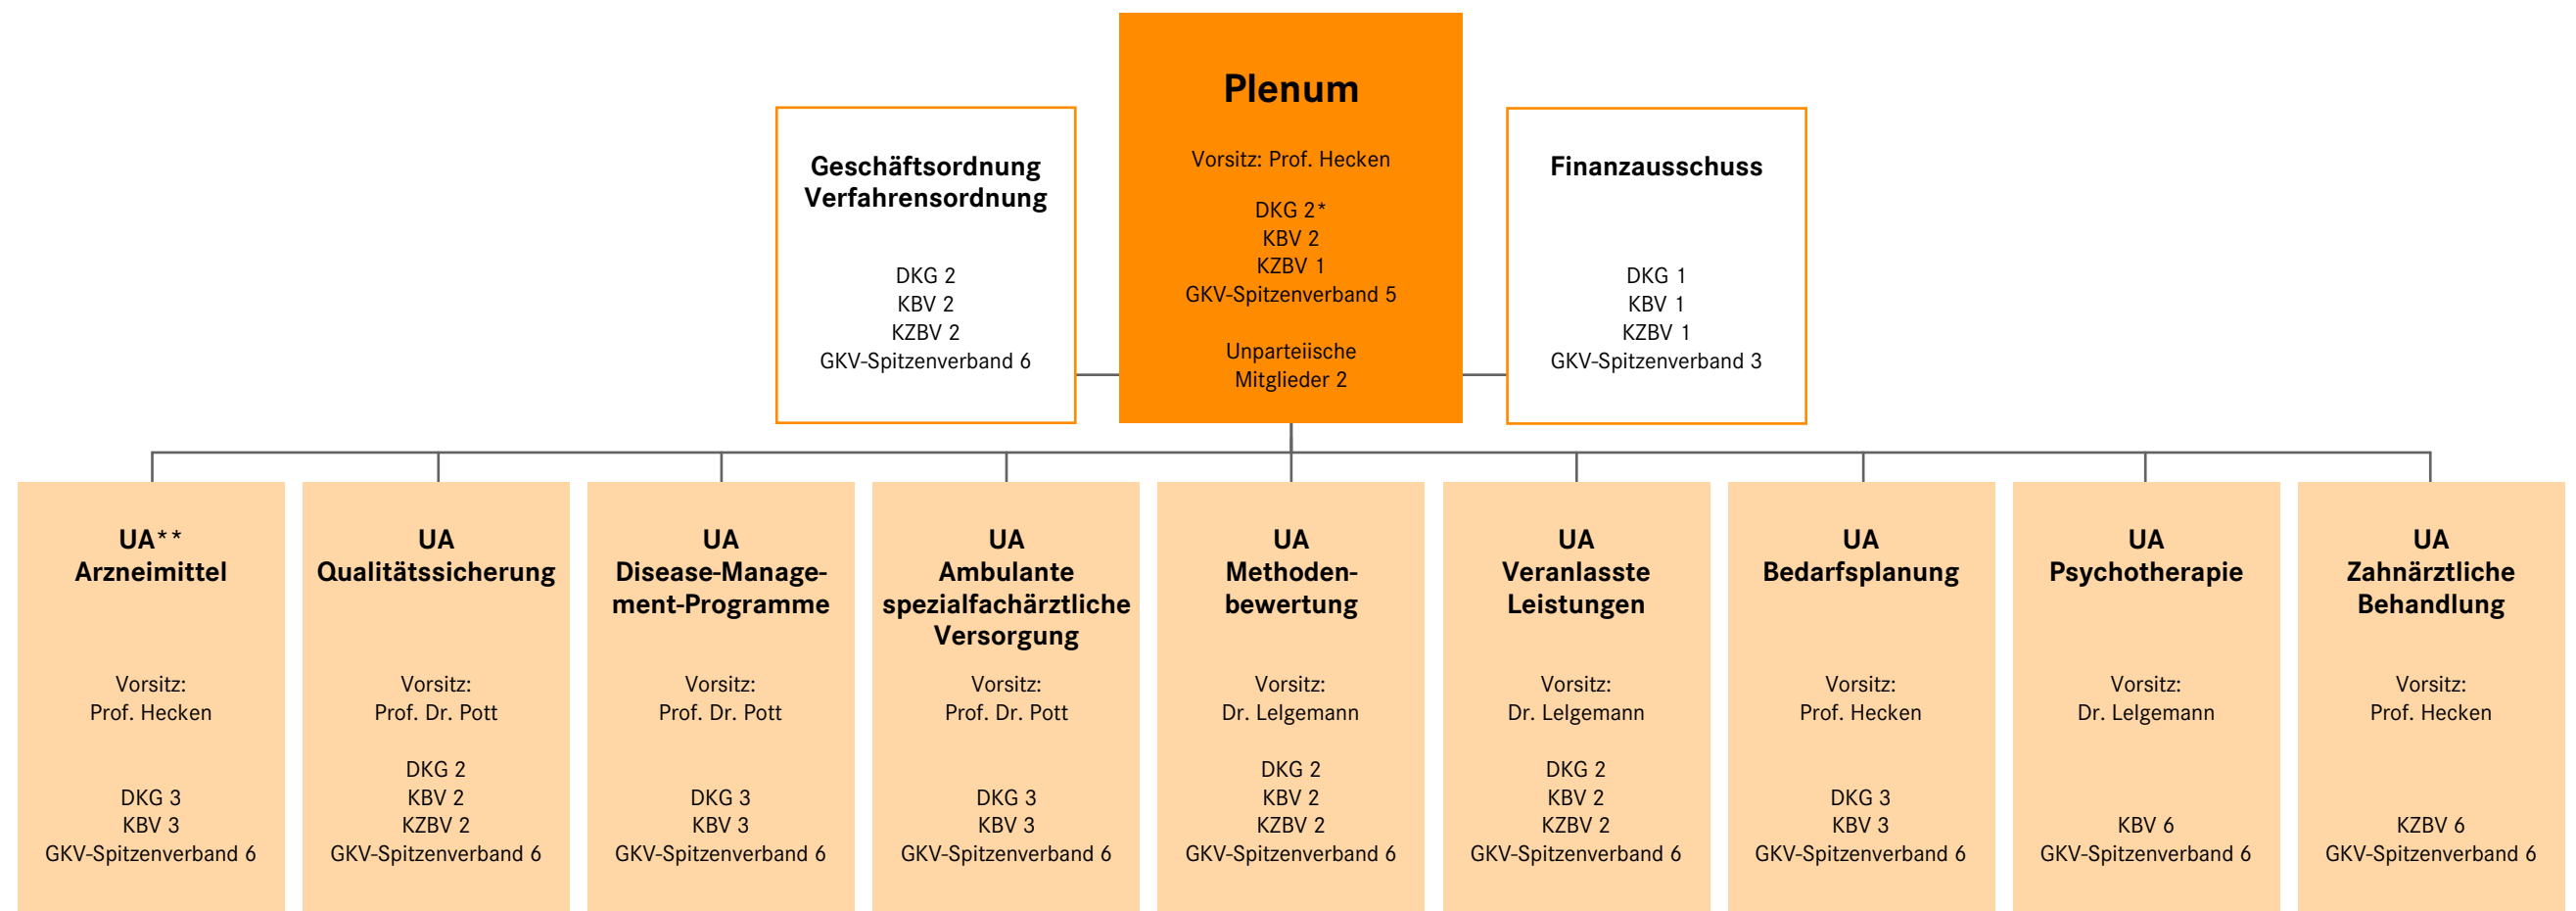 Plenum
Vorsitz: Prof. Hecken
DKG 2*
KBV 2
KZBV 1
GKV-Spitzenverband 5
Unparteiische
Mitglieder 2
Geschäftsordnung
Verfahrensordnung
DKG 2
KBV 2
KZBV 2
GKV-Spitzenverband 6
Finanzausschuss
DKG 1
KBV 1
KZBV 1
GKV-Spitzenverband 3
UA**
Arzneimittel
Vorsitz:
Prof. Hecken
DKG 3
KBV 3
GKV-Spitzenverband 6
UA
Qualitätssicherung
Vorsitz:
Prof. Dr. Pott
DKG 2
KBV 2
KZBV 2
GKV-Spitzenverband 6
UA
Disease-Manage-
ment-Programme
Vorsitz:
Prof. Dr. Pott
DKG 3
KBV 3
GKV-Spitzenverband 6
UA
Ambulante
spezialfachärztliche
Versorgung
Vorsitz:
Prof. Dr. Pott
DKG 3
KBV 3
GKV-Spitzenverband 6
UA
Methoden-
bewertung
Vorsitz:
Dr. Lelgemann
DKG 2
KBV 2
KZBV 2
GKV-Spitzenverband 6
UA
Veranlasste
Leistungen
Vorsitz:
Dr. Lelgemann
DKG 2
KBV 2
KZBV 2
GKV-Spitzenverband 6
UA
Bedarfsplanung
Vorsitz:
Prof. Hecken
DKG 3
KBV 3
GKV-Spitzenverband 6
UA
Psychotherapie
Vorsitz:
Dr. Lelgemann
KBV 6
GKV-Spitzenverband 6
UA
Zahnärztliche
Behandlung
Vorsitz:
Prof. Hecken
KZBV 6
GKV-Spitzenverband 6